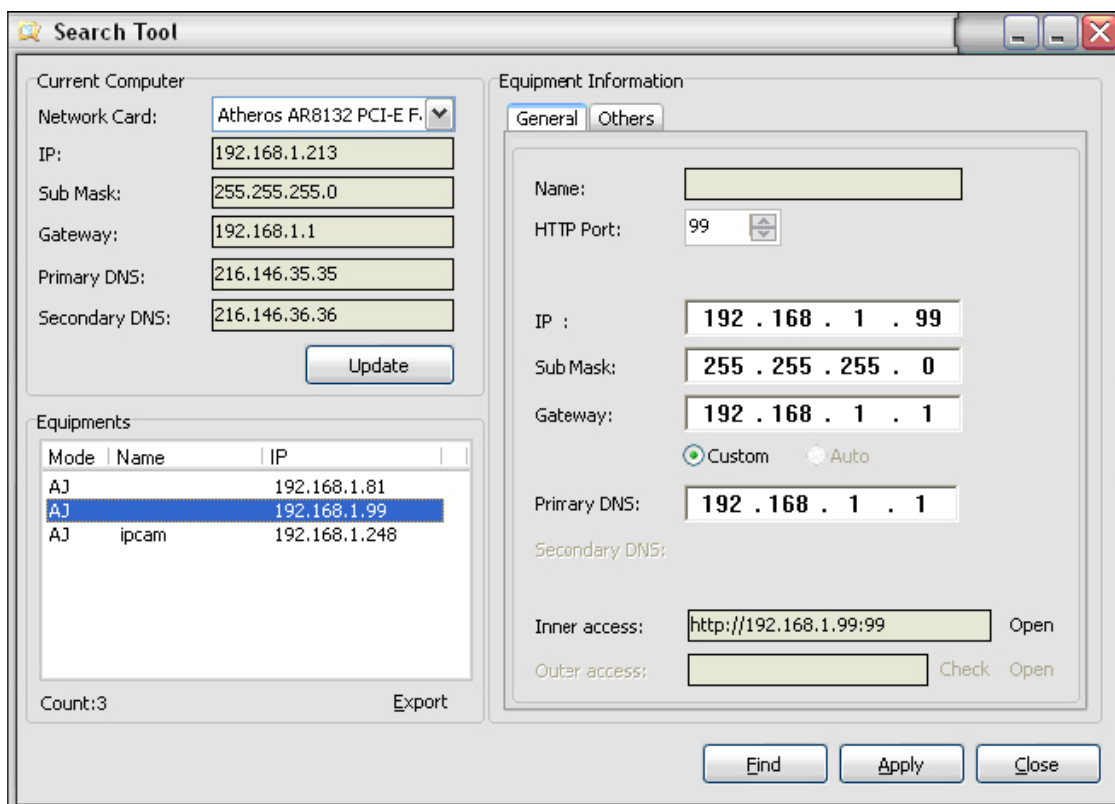 Search Tool
Current Computer
Network Card: Atheros AR8132 PCI-E F.
IP: 192.168.1.213
Sub Mask: 255.255.255.0
Gateway: 192.168.1.1
Primary DNS: 216.146.35.35
Secondary DNS: 216.146.36.36
Update
Equipments
Mode Name IP
AJ 192.168.1.81
AJ 192.168.1.99
AJ ipcam 192.168.1.248
Count:3 Export
Equipment Information
General Others
Name:
HTTP Port: 99
IP : 192 . 168 . 1 . 99
Sub Mask: 255 . 255 . 255 . 0
Gateway: 192 . 168 . 1 . 1
Custom Auto
Primary DNS: 192 . 168 . 1 . 1
Secondary DNS:
Inner access: http://192.168.1.99:99 Open
Outer access: Check Open
Find Apply Close